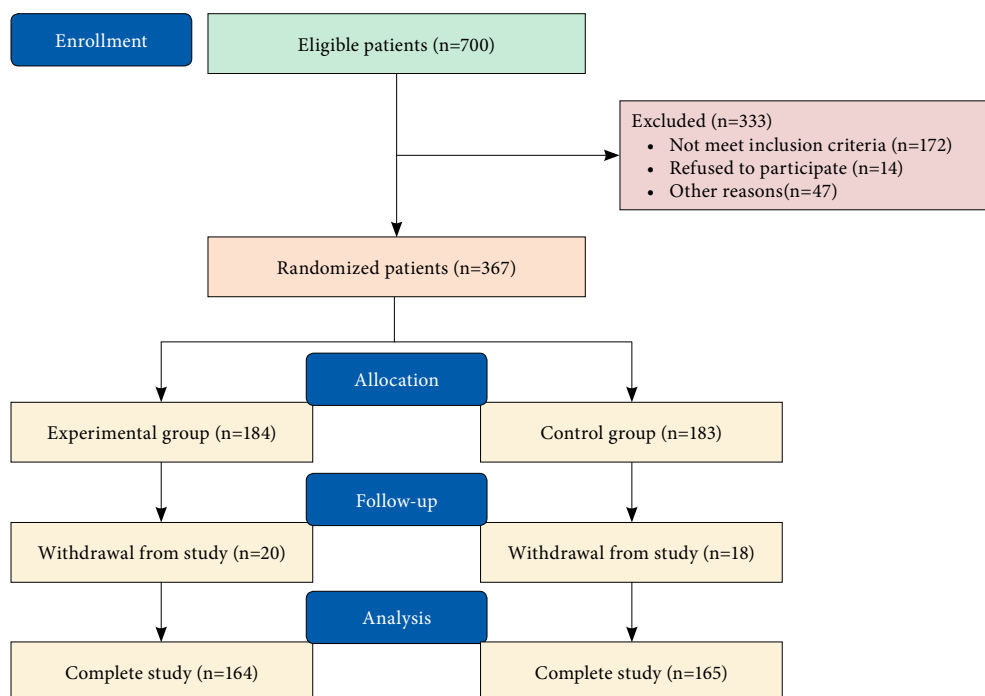 Enrollment
Eligible patients (n=700)
Excluded (n=333)
• Not meet inclusion criteria (n=172)
• Refused to participate (n=14)
• Other reasons(n=47)
Randomized patients (n=367)
Allocation
Experimental group (n=184)
Control group (n=183)
Follow-up
Withdrawal from study (n=20)
Withdrawal from study (n=18)
Analysis
Complete study (n=164)
Complete study (n=165)